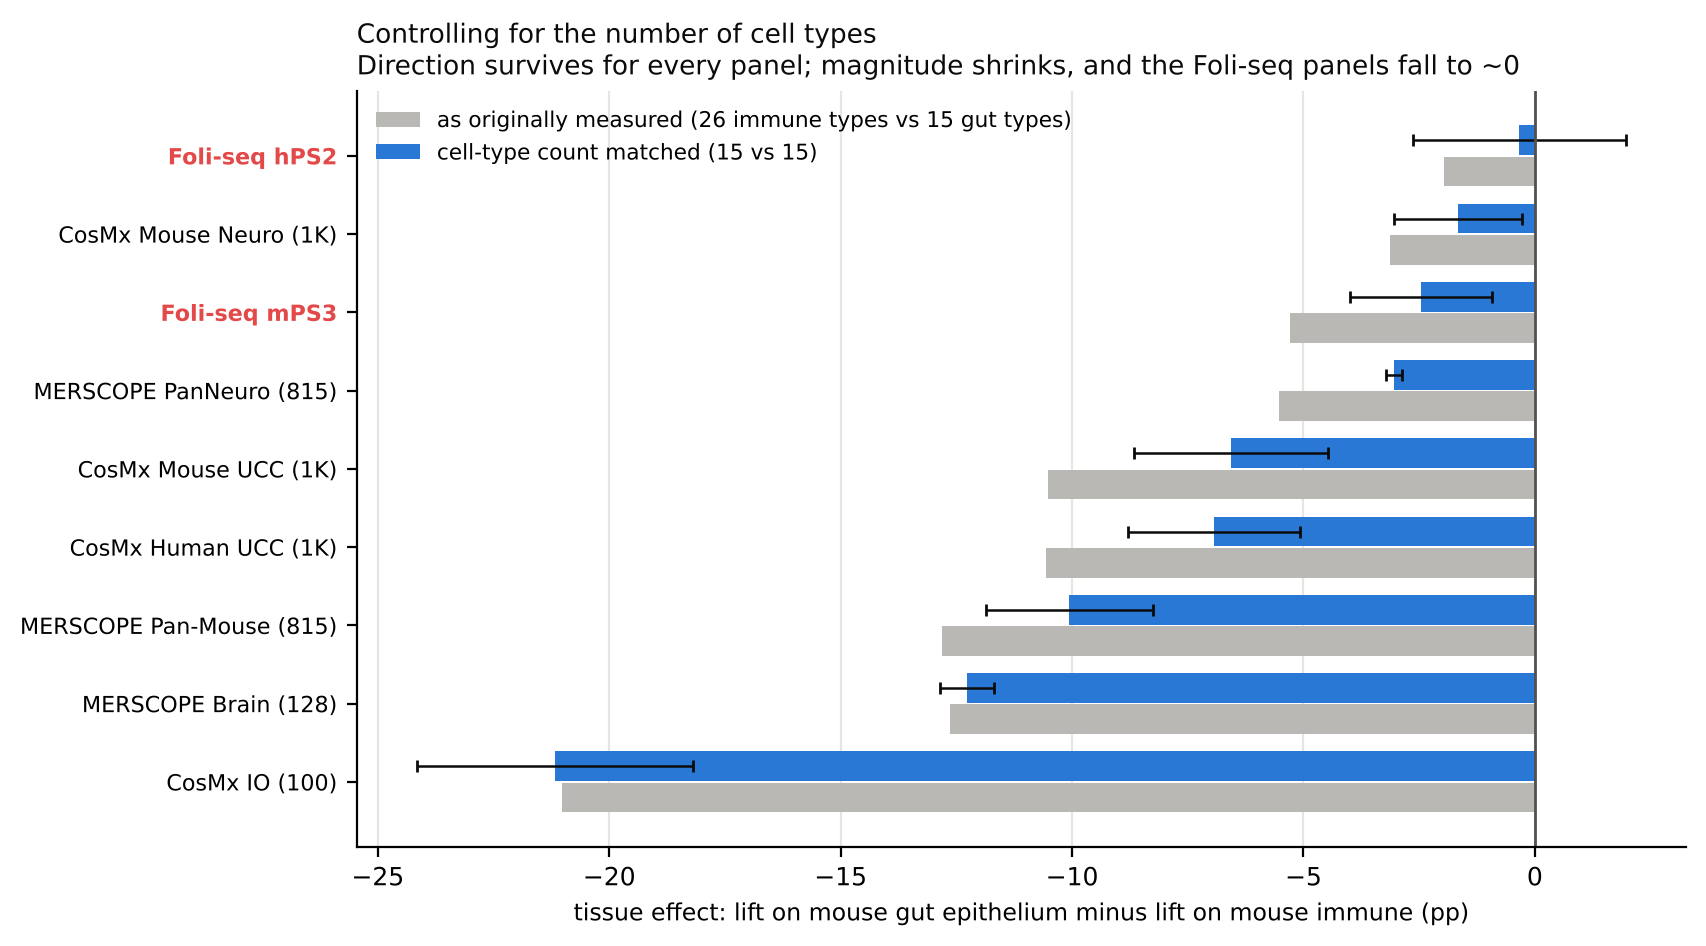 Controlling for the number of cell types
Direction survives for every panel; magnitude shrinks, and the Foli-seq panels fall to ~0
as originally measured (26 immune types vs 15 gut types)
cell-type count matched (15 vs 15)
Foli-seq hPS2
CosMx Mouse Neuro (1K)
Foli-seq mPS3
MERSCOPE PanNeuro (815)
CosMx Mouse UCC (1K)
CosMx Human UCC (1K)
MERSCOPE Pan-Mouse (815)
MERSCOPE Brain (128)
CosMx IO (100)
−25 −20 −15 −10 −5 0
tissue effect: lift on mouse gut epithelium minus lift on mouse immune (pp)